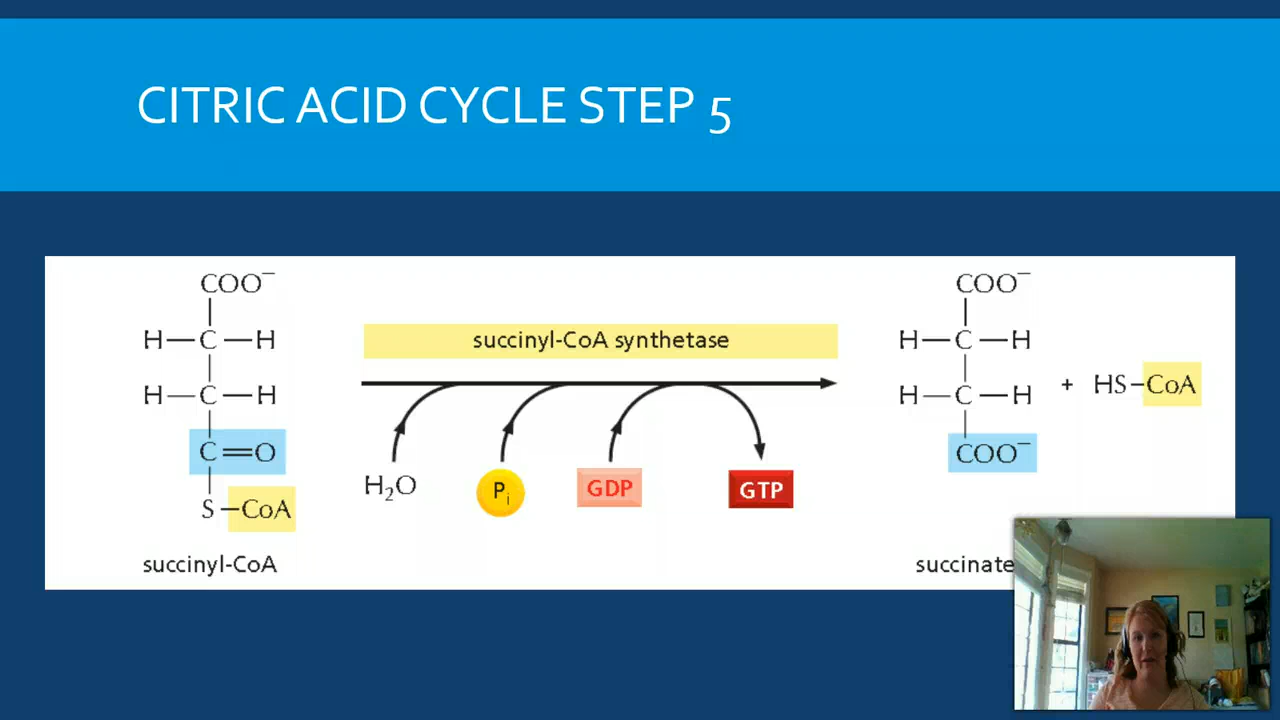 CITRIC ACID CYCLE STEP 5
COO⁻
H—C—H
H—C—H
C=O
S—CoA
succinyl-CoA
succinyl-CoA synthetase
H₂O
Pᵢ
GDP
GTP
COO⁻
H—C—H
H—C—H
COO⁻
+ HS–CoA
succinate